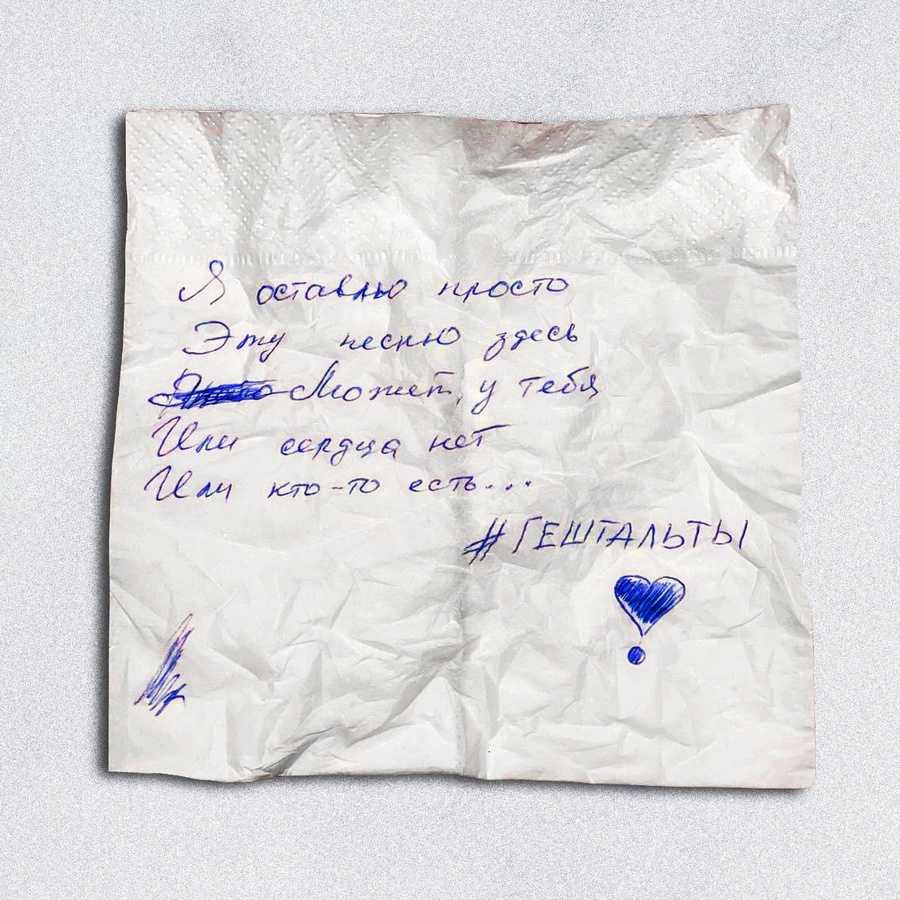 Я оставлю просто
Эту песню здесь
Может, у тебя
Или сердца нет
Или кто-то есть...
#ГЕШТАЛЬТЫ